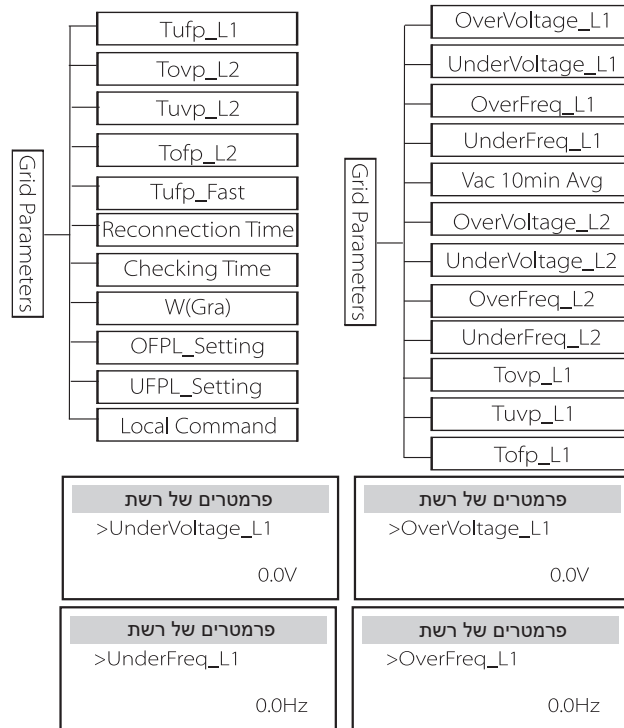 Grid Parameters
Tufp_L1
Tovp_L2
Tuvp_L2
Tofp_L2
Tufp_Fast
Reconnection Time
Checking Time
W(Gra)
OFPL_Setting
UFPL_Setting
Local Command
Grid Parameters
OverVoltage_L1
UnderVoltage_L1
OverFreq_L1
UnderFreq_L1
Vac 10min Avg
OverVoltage_L2
UnderVoltage_L2
OverFreq_L2
UnderFreq_L2
Tovp_L1
Tuvp_L1
Tofp_L1
פרמטרים של רשת
>UnderVoltage_L1
0.0V
פרמטרים של רשת
>OverVoltage_L1
0.0V
פרמטרים של רשת
>UnderFreq_L1
0.0Hz
פרמטרים של רשת
>OverFreq_L1
0.0Hz